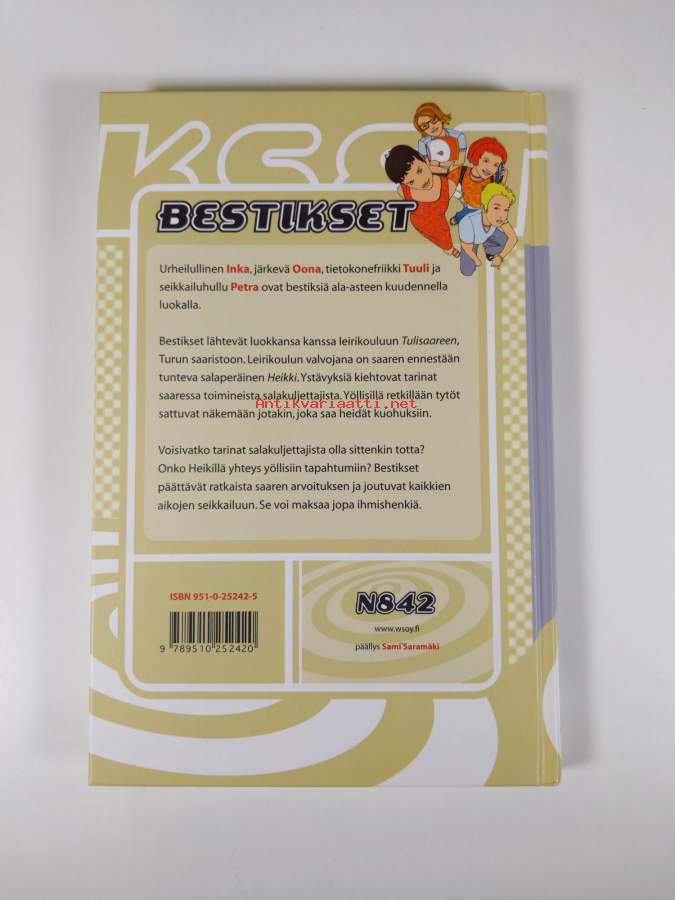 KSET
BESTIKSET
Urheilullinen Inka, järkevä Oona, tietokonefriikki Tuuli ja
seikkailuhullu Petra ovat bestiksiä ala-asteen kuudennella
luokalla.
Bestikset lähtevät luokkansa kanssa leirikouluun Tulisaareen,
Turun saaristoon. Leirikoulun valvojana on saaren ennestään
tunteva salaperäinen Heikki. Ystävyksiä kiehtovat tarinat
saaressa toimineista salakuljettajista. Yöllisillä retkillään tytöt
Antikvariaatti.net
sattuvat näkemään jotakin, joka saa heidät kuohuksiin.
Voisivatko tarinat salakuljettajista olla sittenkin totta?
Onko Heikillä yhteys yöllisiin tapahtumiin? Bestikset
päättävät ratkaista saaren arvoituksen ja joutuvat kaikkien
aikojen seikkailuun. Se voi maksaa jopa ihmishenkiä.
ISBN 951-0-25242-5
9 789510 252420
N842
www.wsoy.fi
päällys Sami Saramäki